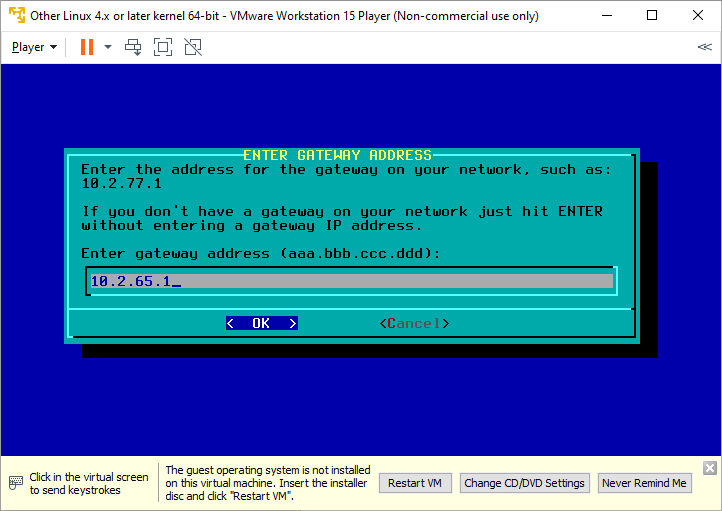 Other Linux 4.x or later kernel 64-bit - VMware Workstation 15 Player (Non-commercial use only)
Player
ENTER GATEWAY ADDRESS
Enter the address for the gateway on your network, such as:
10.2.77.1
If you don't have a gateway on your network just hit ENTER
without entering a gateway IP address.
Enter gateway address (aaa.bbb.ccc.ddd):
10.2.65.1_
< OK > <Cancel>
Click in the virtual screen
to send keystrokes
The guest operating system is not installed
on this virtual machine. Insert the installer
disc and click "Restart VM".
Restart VM Change CD/DVD Settings Never Remind Me